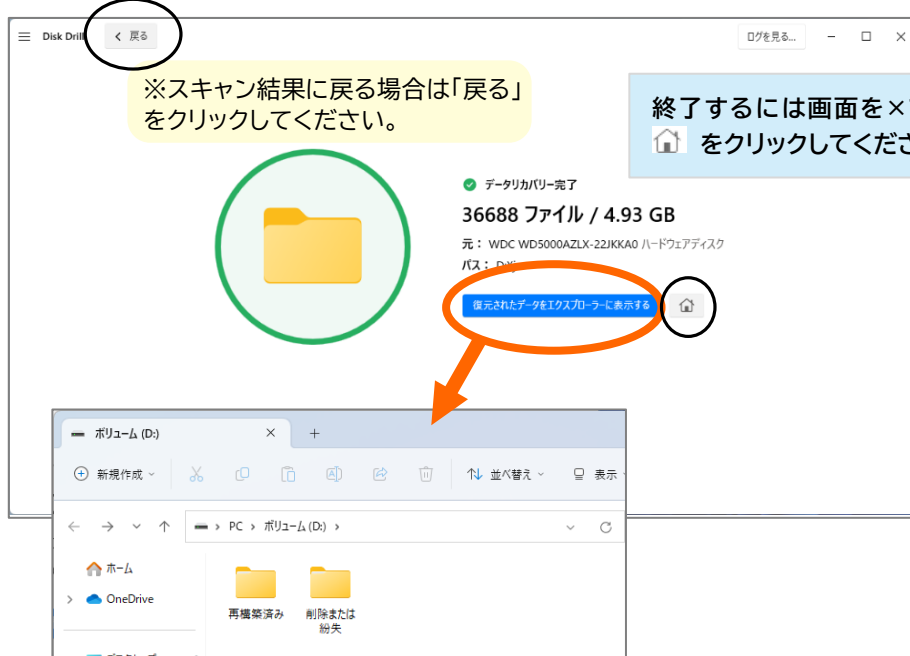 Disk Drill
戻る
ログを見る...
※スキャン結果に戻る場合は「戻る」
をクリックしてください。
終了するには画面を×
をクリックしてくださ
データリカバリー完了
36688 ファイル / 4.93 GB
元： WDC WD5000AZLX-22JKKA0 ハードウェアディスク
パス：
復元されたデータをエクスプローラーに表示する
ボリューム (D:)
新規作成
並べ替え
表示
PC › ボリューム (D:) ›
ホーム
OneDrive
再構築済み
削除または
紛失